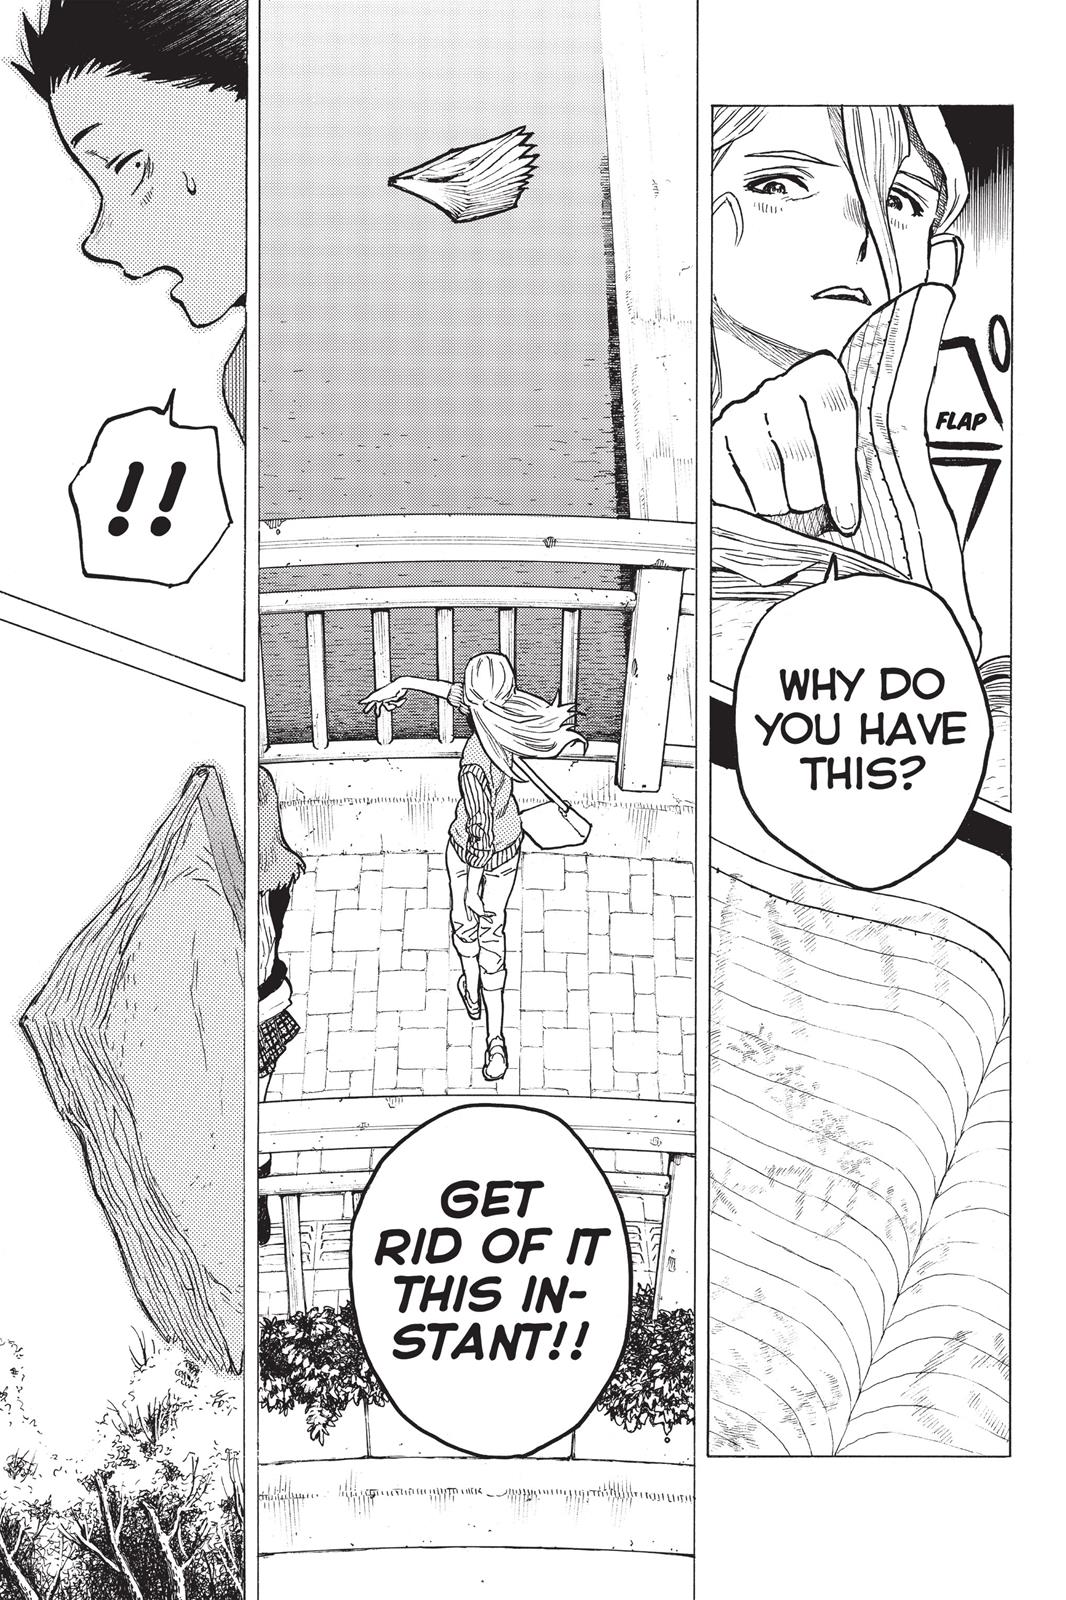 FLAP
WHY DO
YOU HAVE
THIS?
GET
RID OF IT
THIS IN-
STANT!!
!!